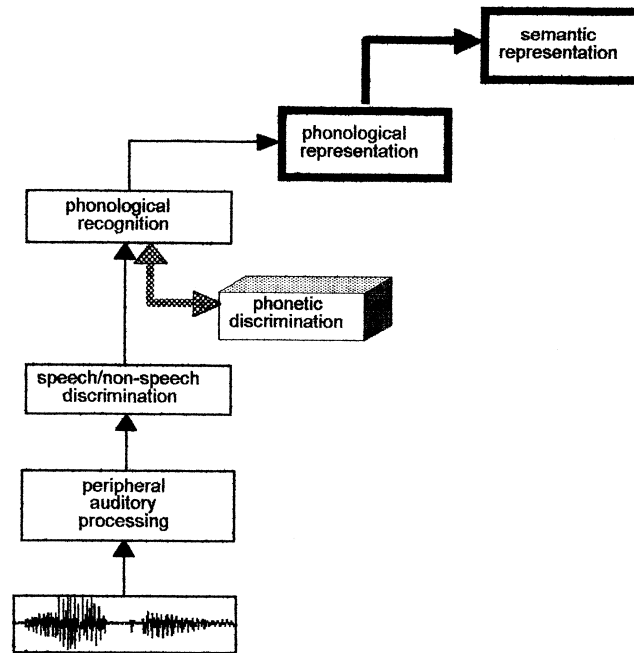 semantic
representation
phonological
representation
phonological
recognition
phonetic
discrimination
speech/non-speech
discrimination
peripheral
auditory
processing